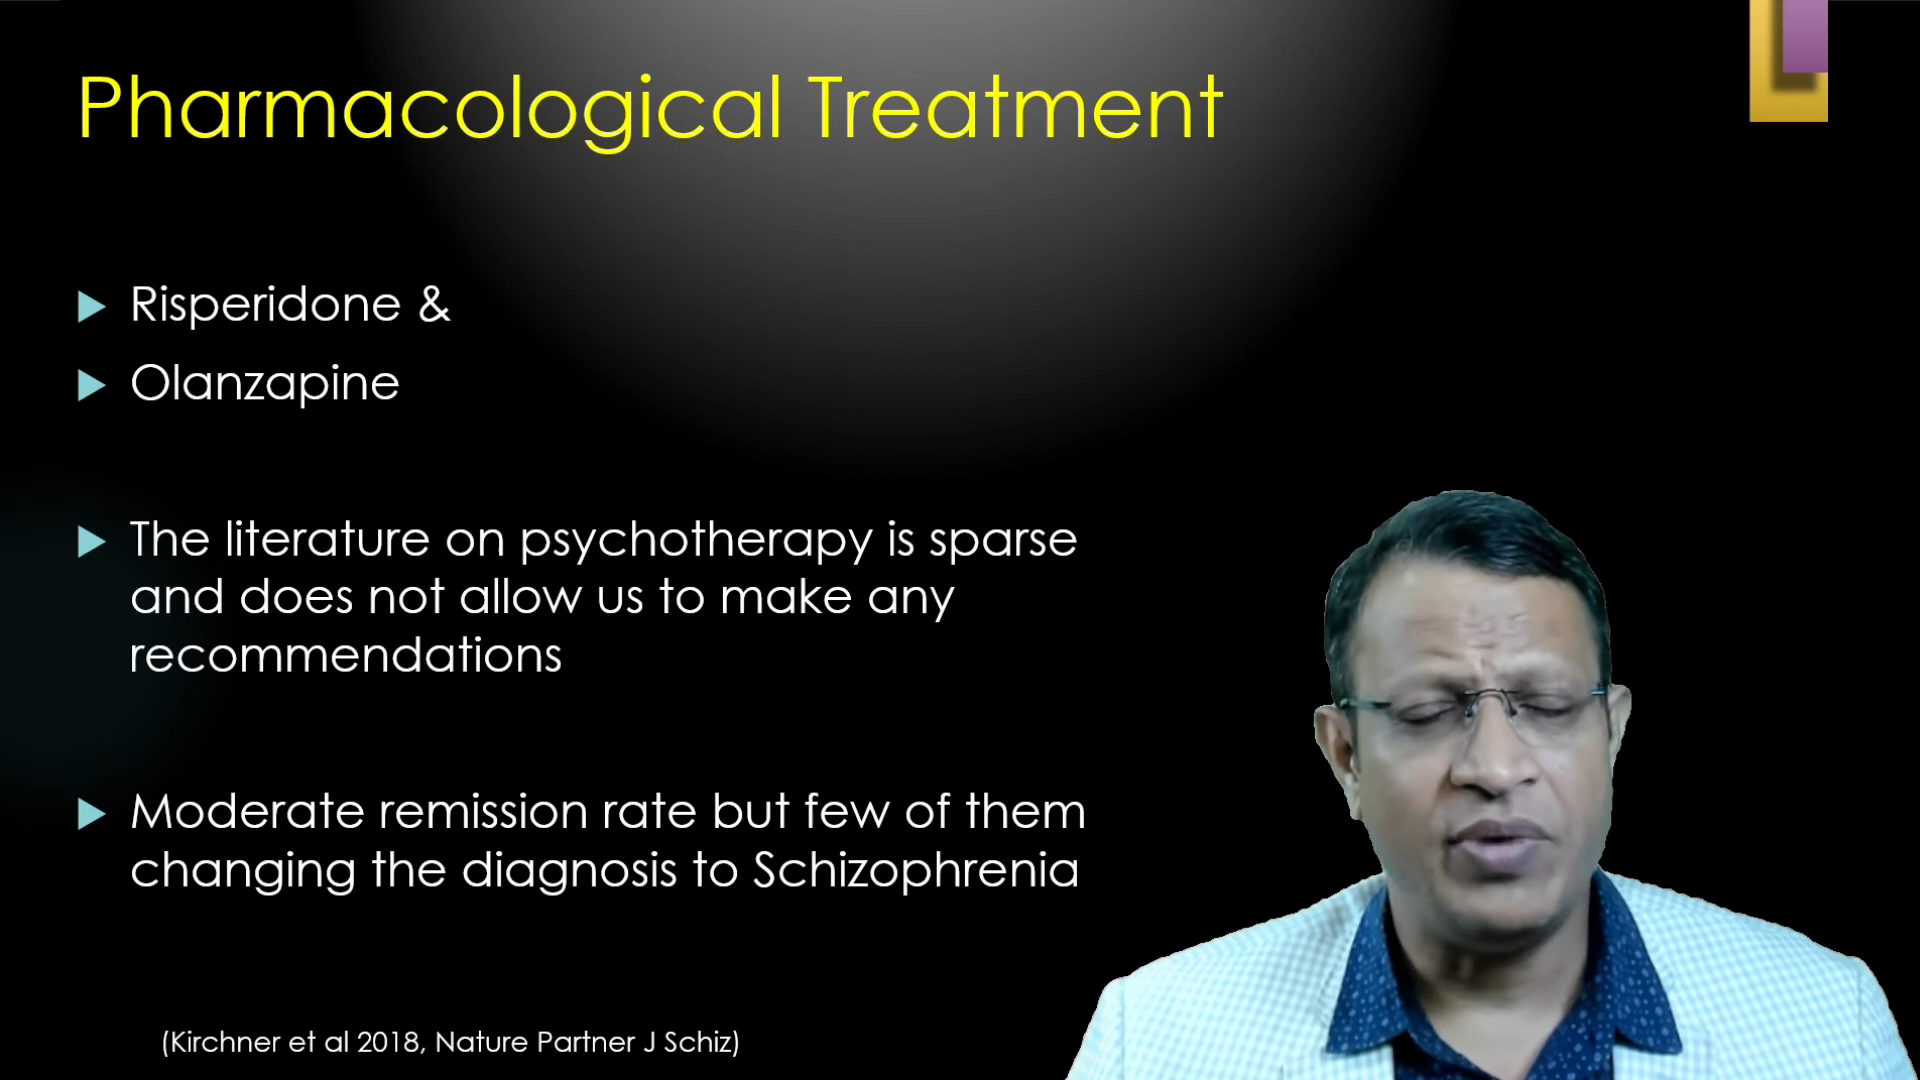 Pharmacological Treatment
Risperidone &
Olanzapine
The literature on psychotherapy is sparse
and does not allow us to make any
recommendations
Moderate remission rate but few of them
changing the diagnosis to Schizophrenia
(Kirchner et al 2018, Nature Partner J Schiz)